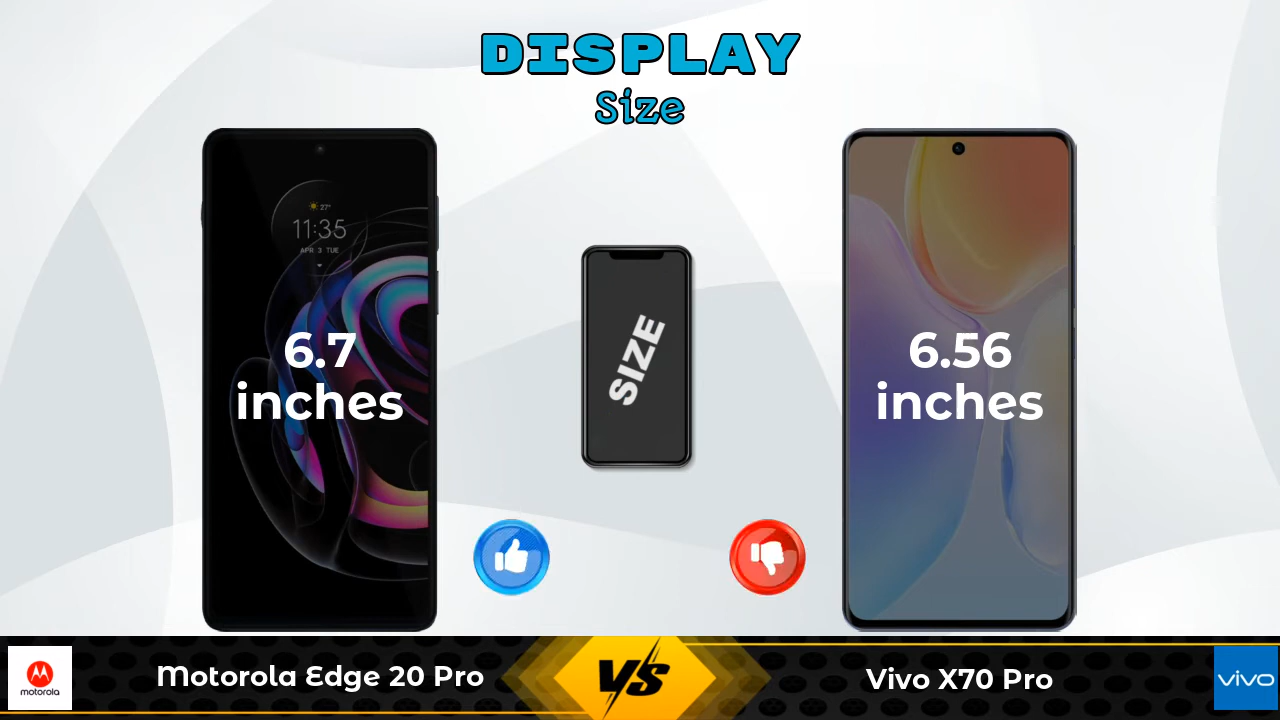 DISPLAY
Size
27°
11:35
APR 3 TUE
6.7
inches
SIZE
6.56
inches
motorola
Motorola Edge 20 Pro
VS
Vivo X70 Pro
vivo